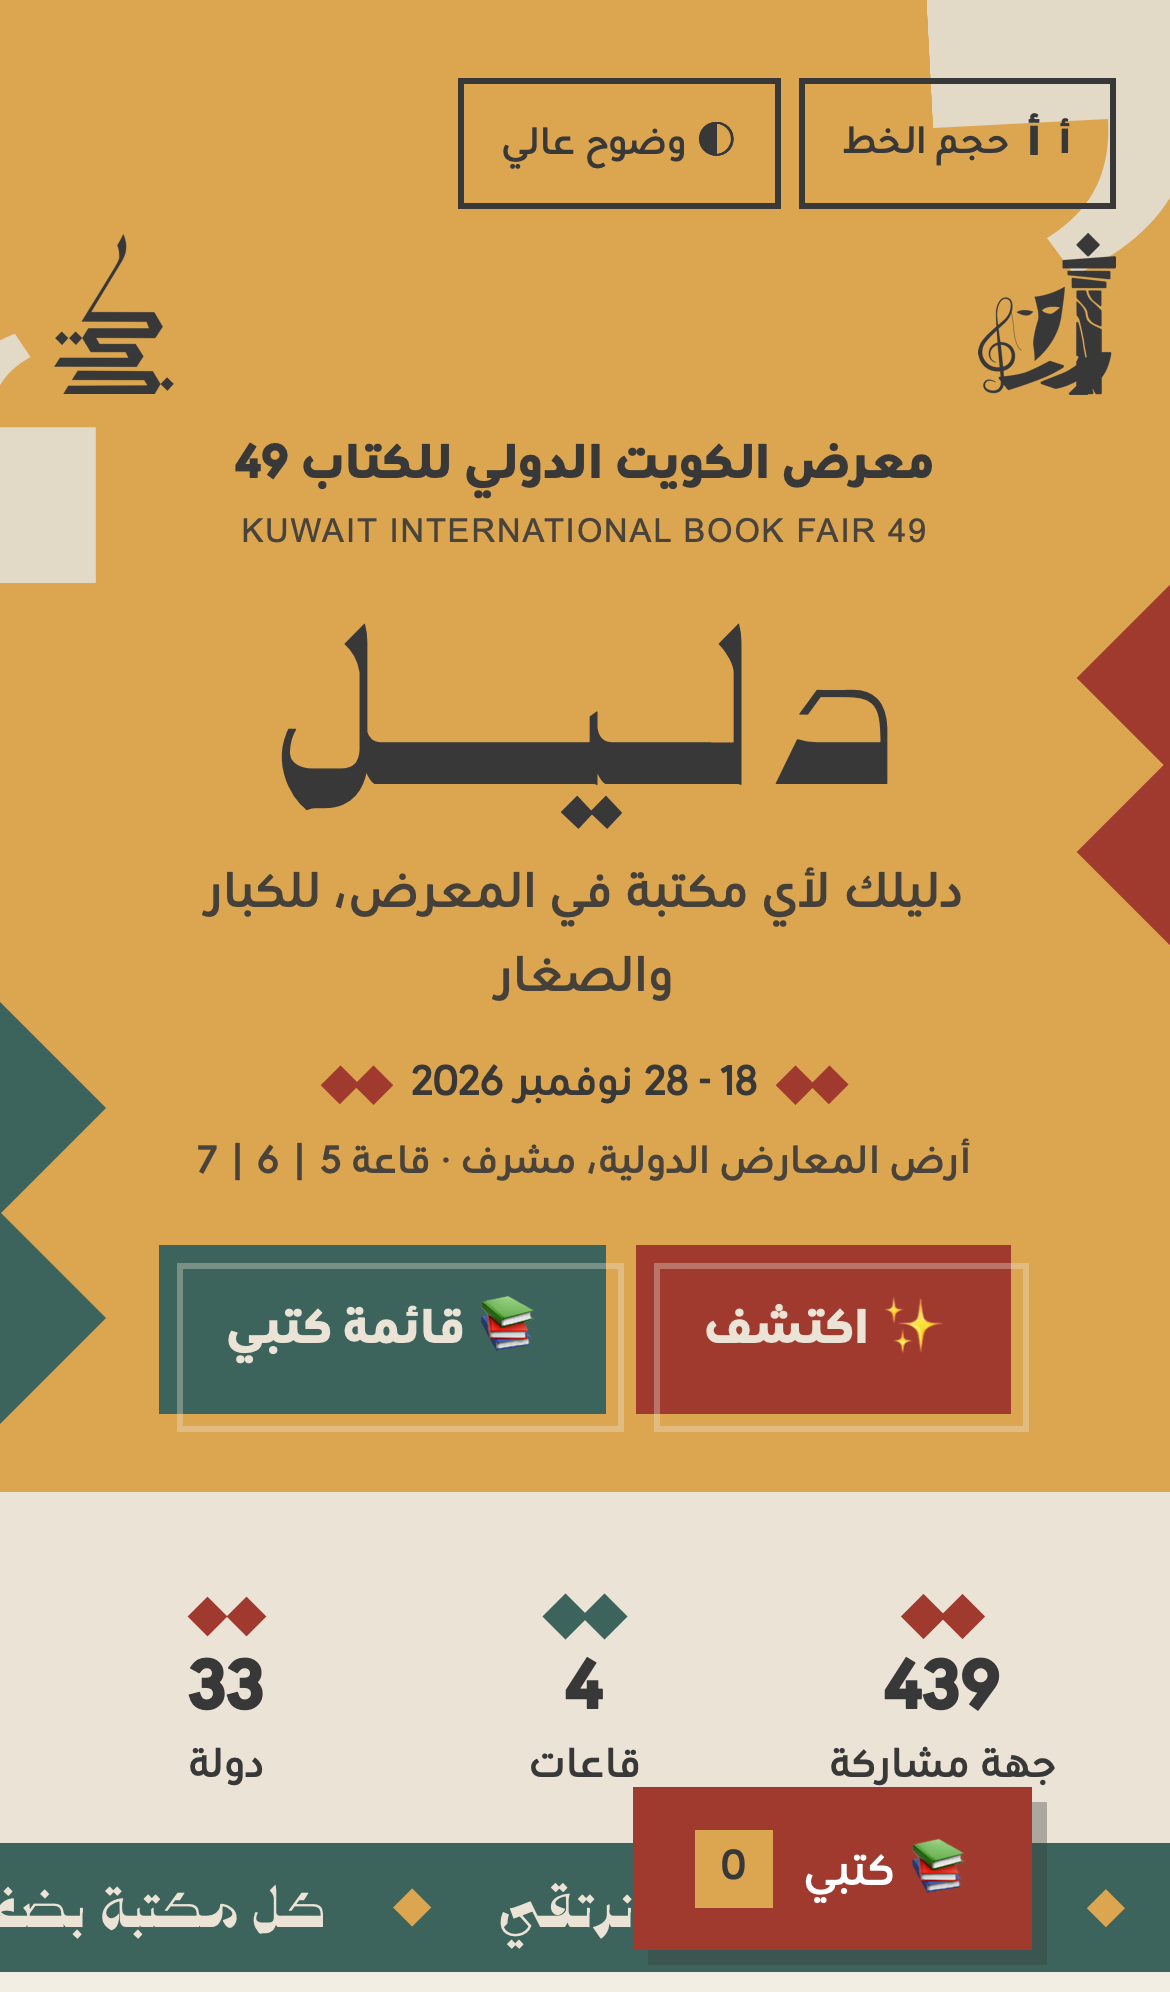 أ أ حجم الخط
وضوح عالي
معرض الكويت الدولي للكتاب 49
KUWAIT INTERNATIONAL BOOK FAIR 49
دليــل
دليلك لأي مكتبة في المعرض، للكبار
والصغار
18 - 28 نوفمبر 2026
أرض المعارض الدولية، مشرف · قاعة 5 | 6 | 7
✨ اكتشف
📚 قائمة كتبي
439
جهة مشاركة
4
قاعات
33
دولة
📚 كتبي 0
نرتقي
كل مكتبة